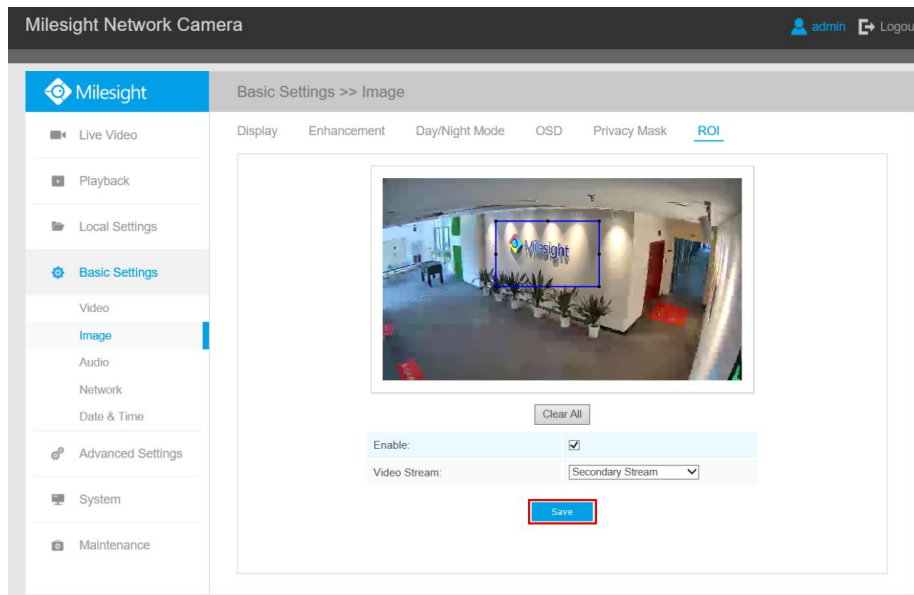 Milesight Network Camera
admin Logou
Milesight
Basic Settings >> Image
Live Video
Playback
Local Settings
Basic Settings
Video
Image
Audio
Network
Date & Time
Advanced Settings
System
Maintenance
Display Enhancement Day/Night Mode OSD Privacy Mask ROI
Milesight
Clear All
Enable:
Video Stream: Secondary Stream
Save